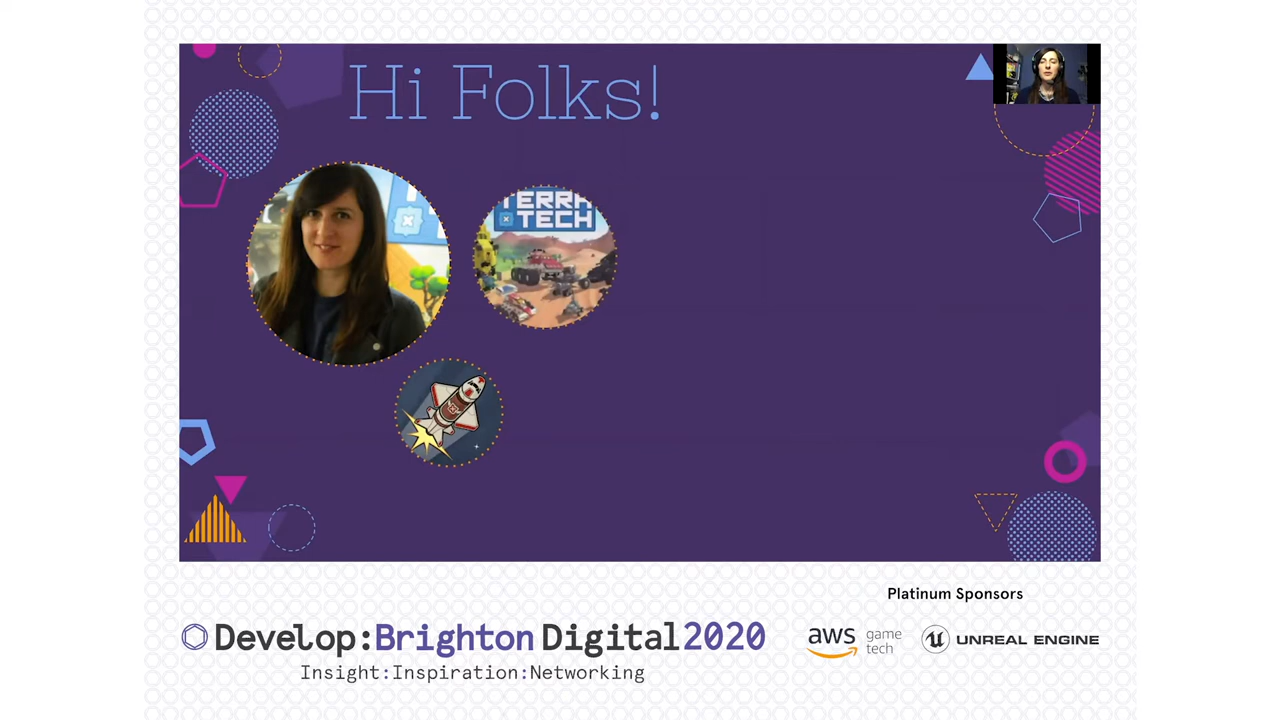 Hi Folks!
TERRA
TECH
Platinum Sponsors
Develop:Brighton Digital 2020
Insight:Inspiration:Networking
aws game tech
UNREAL ENGINE